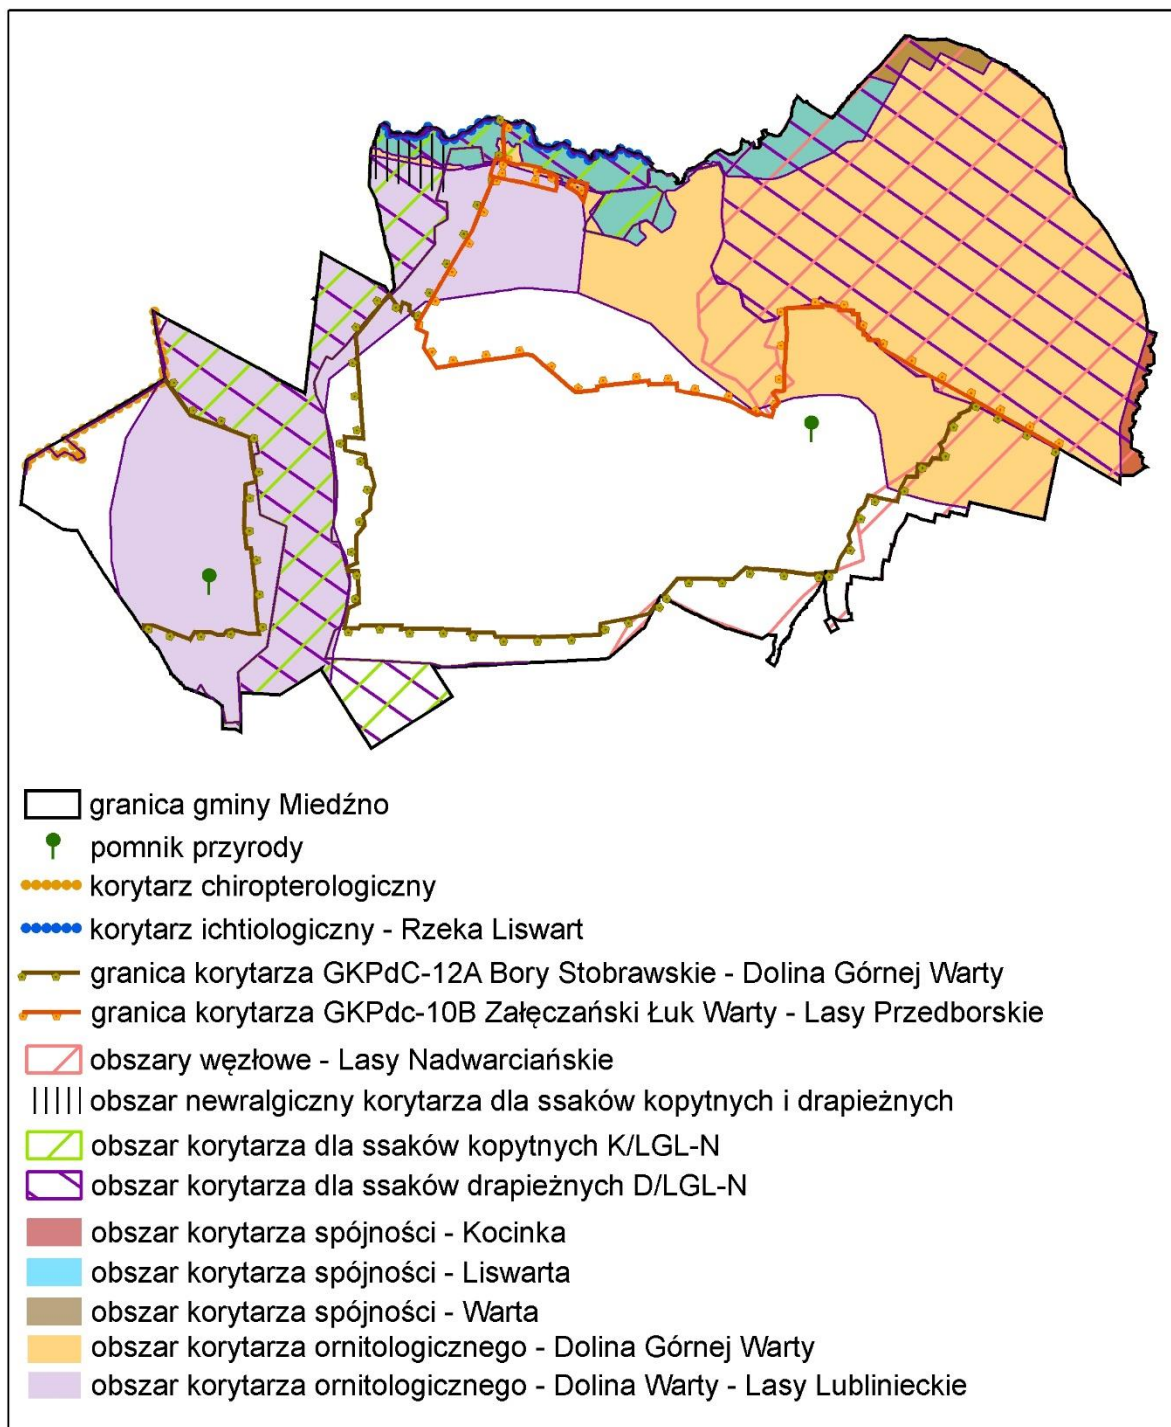 granica gminy Miedźno
pomnik przyrody
korytarz chiropterologiczny
korytarz ichtiologiczny - Rzeka Liswart
granica korytarza GKPdC-12A Bory Stobrawskie - Dolina Górnej Warty
granica korytarza GKPdc-10B Załęczański Łuk Warty - Lasy Przedborskie
obszary węzłowe - Lasy Nadwarciańskie
obszar newralgiczny korytarza dla ssaków kopytnych i drapieżnych
obszar korytarza dla ssaków kopytnych K/LGL-N
obszar korytarza dla ssaków drapieżnych D/LGL-N
obszar korytarza spójności - Kocinka
obszar korytarza spójności - Liswarta
obszar korytarza spójności - Warta
obszar korytarza ornitologicznego - Dolina Górnej Warty
obszar korytarza ornitologicznego - Dolina Warty - Lasy Lublinieckie